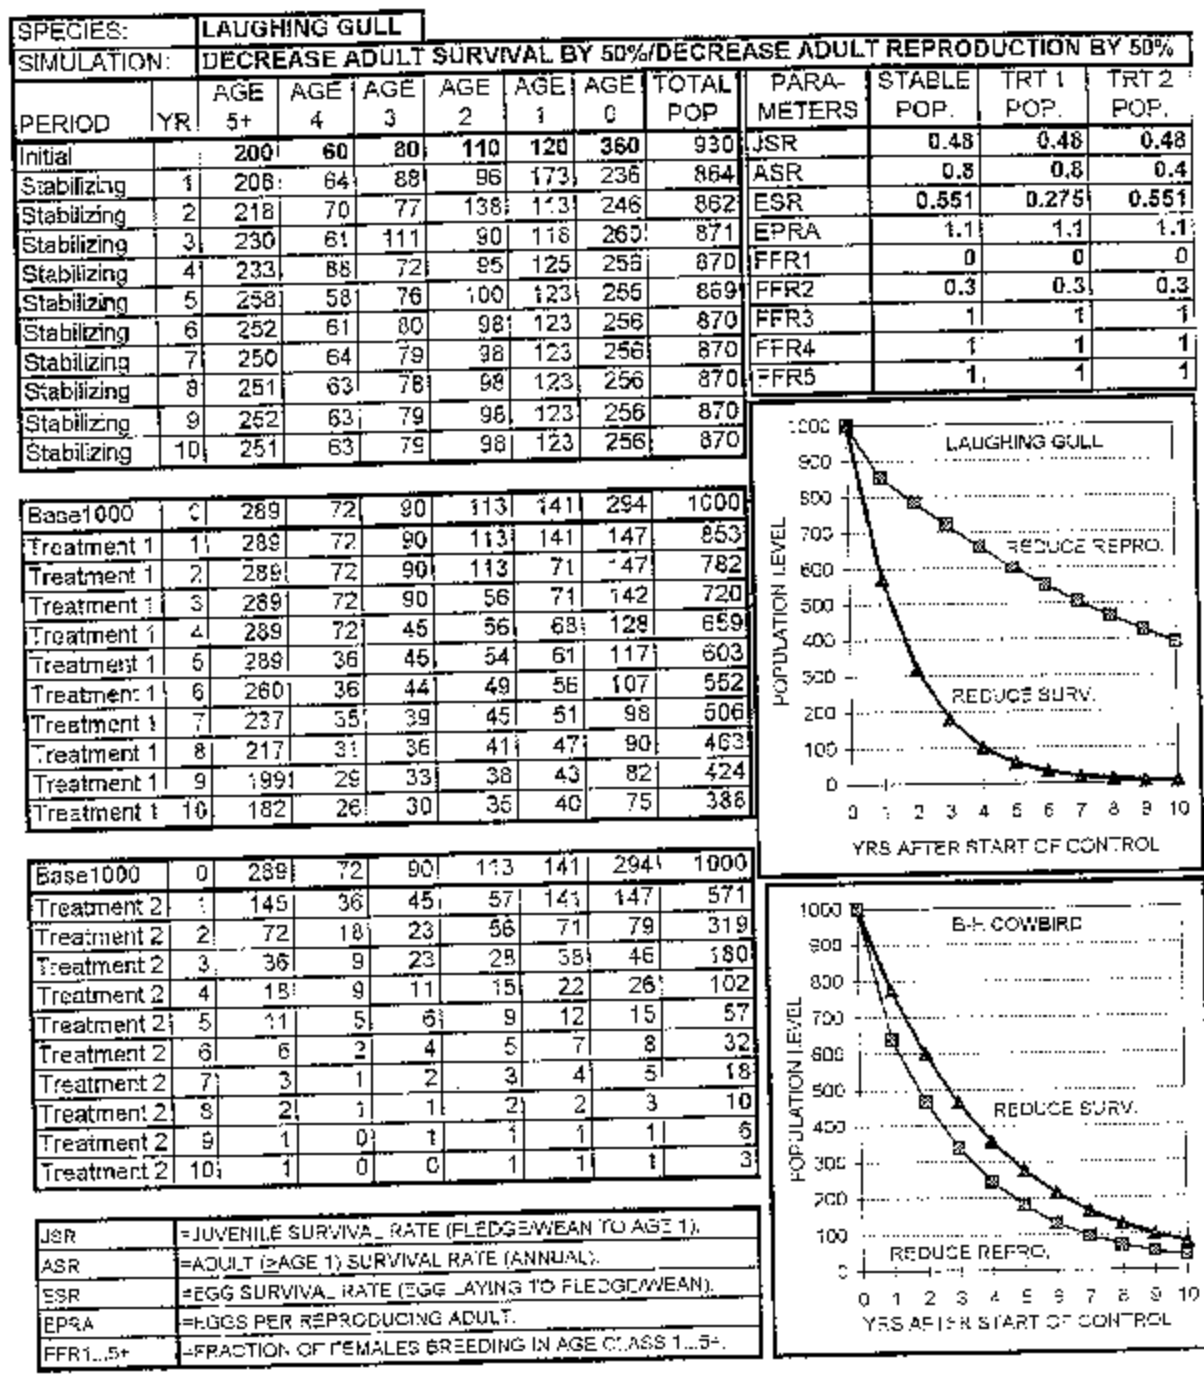 SPECIES: LAUGHING GULL
SIMULATION: DECREASE ADULT SURVIVAL BY 50%/DECREASE ADULT REPRODUCTION BY 50%
PERIOD YR AGE 5+ AGE 4 AGE 3 AGE 2 AGE 1 AGE 0 TOTAL POP
Initial 200 60 80 110 120 360 930
Stabilizing 1 206 64 88 96 173 236 864
Stabilizing 2 218 70 77 138 113 246 862
Stabilizing 3 230 61 111 90 118 260 871
Stabilizing 4 233 88 72 95 125 256 870
Stabilizing 5 258 58 76 100 123 255 869
Stabilizing 6 252 61 80 98 123 256 870
Stabilizing 7 250 64 79 98 123 256 870
Stabilizing 8 251 63 78 98 123 256 870
Stabilizing 9 252 63 79 98 123 256 870
Stabilizing 10 251 63 79 98 123 256 870
PARA-METERS STABLE POP. TRT 1 POP. TRT 2 POP.
JSR 0.48 0.48 0.48
ASR 0.8 0.8 0.4
ESR 0.551 0.275 0.551
EPRA 1.1 1.1 1.1
FFR1 0 0 0
FFR2 0.3 0.3 0.3
FFR3 1 1 1
FFR4 1 1 1
FFR5 1 1 1
Base1000 0 289 72 90 113 141 294 1000
Treatment 1 1 289 72 90 113 141 147 853
Treatment 1 2 289 72 90 113 71 147 782
Treatment 1 3 289 72 90 56 71 142 720
Treatment 1 4 289 72 45 56 68 128 659
Treatment 1 5 289 36 45 54 61 117 603
Treatment 1 6 260 36 44 49 56 107 552
Treatment 1 7 237 35 39 45 51 98 506
Treatment 1 8 217 31 36 41 47 90 463
Treatment 1 9 199 29 33 38 43 82 424
Treatment 1 10 182 26 30 35 40 75 388
Base1000 0 289 72 90 113 141 294 1000
Treatment 2 1 145 36 45 57 141 147 571
Treatment 2 2 72 18 23 56 71 79 319
Treatment 2 3 36 9 23 28 38 46 180
Treatment 2 4 18 9 11 15 22 26 102
Treatment 2 5 11 5 6 9 12 15 57
Treatment 2 6 6 2 4 5 7 8 32
Treatment 2 7 3 1 2 3 4 5 18
Treatment 2 8 2 1 1 2 2 3 10
Treatment 2 9 1 0 1 1 1 1 6
Treatment 2 10 1 0 0 1 1 1 3
JSR =JUVENILE SURVIVAL RATE (FLEDGE/WEAN TO AGE 1).
ASR =ADULT (≥AGE 1) SURVIVAL RATE (ANNUAL).
ESR =EGG SURVIVAL RATE (EGG LAYING TO FLEDGE/WEAN).
EPRA =EGGS PER REPRODUCING ADULT.
FFR1...5+ =FRACTION OF FEMALES BREEDING IN AGE CLASS 1...5+.
LAUGHING GULL
POPULATION LEVEL
1000
900
800
700
600
500
400
300
200
100
0
REDUCE REPRO.
REDUCE SURV.
0 1 2 3 4 5 6 7 8 9 10
YRS AFTER START OF CONTROL
B-H COWBIRD
POPULATION LEVEL
1000
900
800
700
600
500
400
300
200
100
0
REDUCE SURV.
REDUCE REPRO.
0 1 2 3 4 5 6 7 8 9 10
YRS AFTER START OF CONTROL